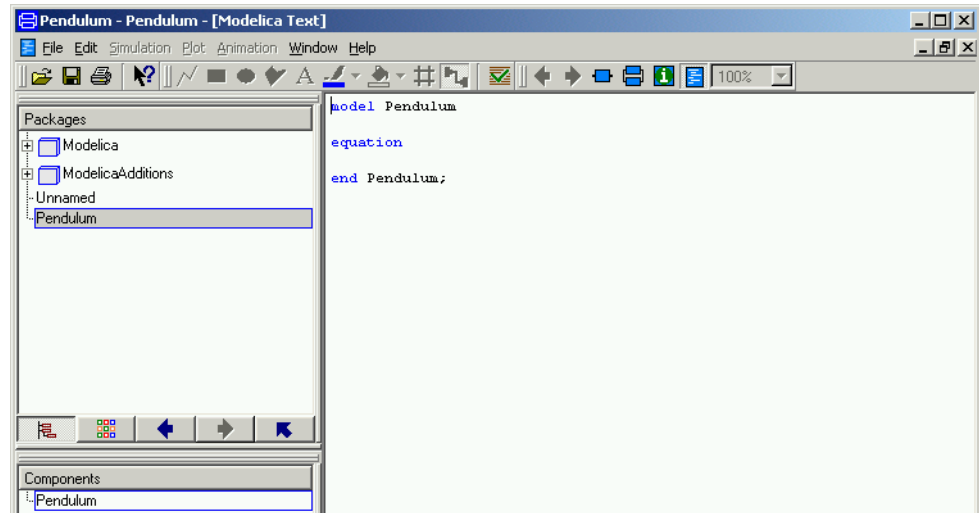 Pendulum - Pendulum - [Modelica Text]
File Edit Simulation Plot Animation Window Help
A 100%
Packages
Modelica
ModelicaAdditions
Unnamed
Pendulum
model Pendulum
equation
end Pendulum;
Components
Pendulum